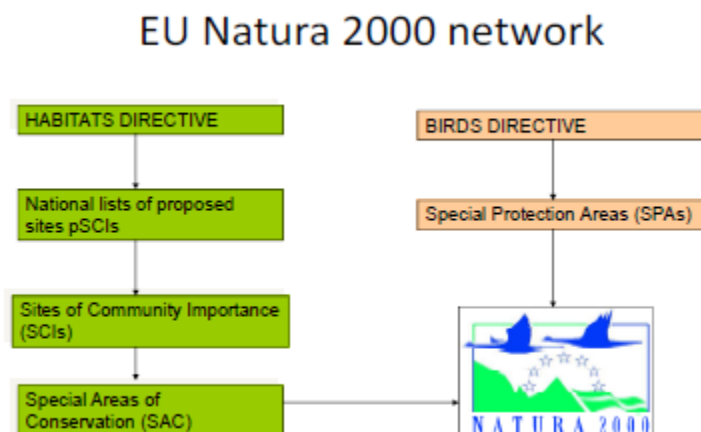 EU Natura 2000 network
HABITATS DIRECTIVE
National lists of proposed
sites pSCIs
Sites of Community Importance
(SCIs)
Special Areas of
Conservation (SAC)
BIRDS DIRECTIVE
Special Protection Areas (SPAs)
NATURA 2000